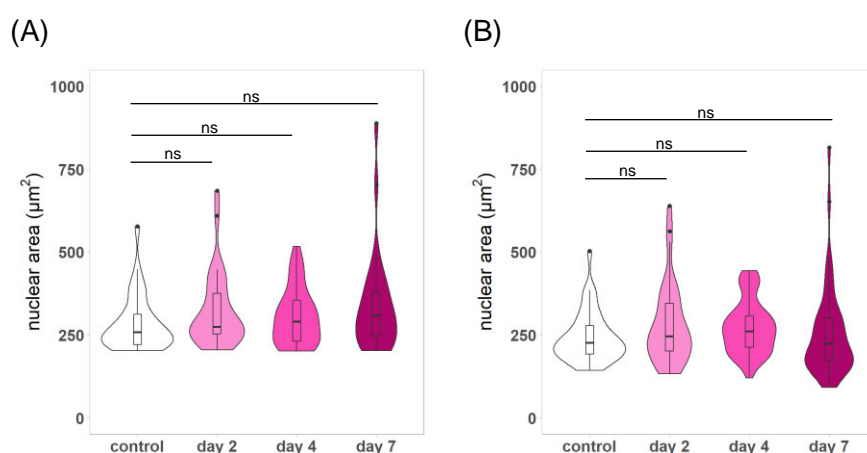 (A)
nuclear area (µm²)
1000
750
500
250
0
ns
ns
ns
control day 2 day 4 day 7
(B)
nuclear area (µm²)
1000
750
500
250
0
ns
ns
ns
control day 2 day 4 day 7